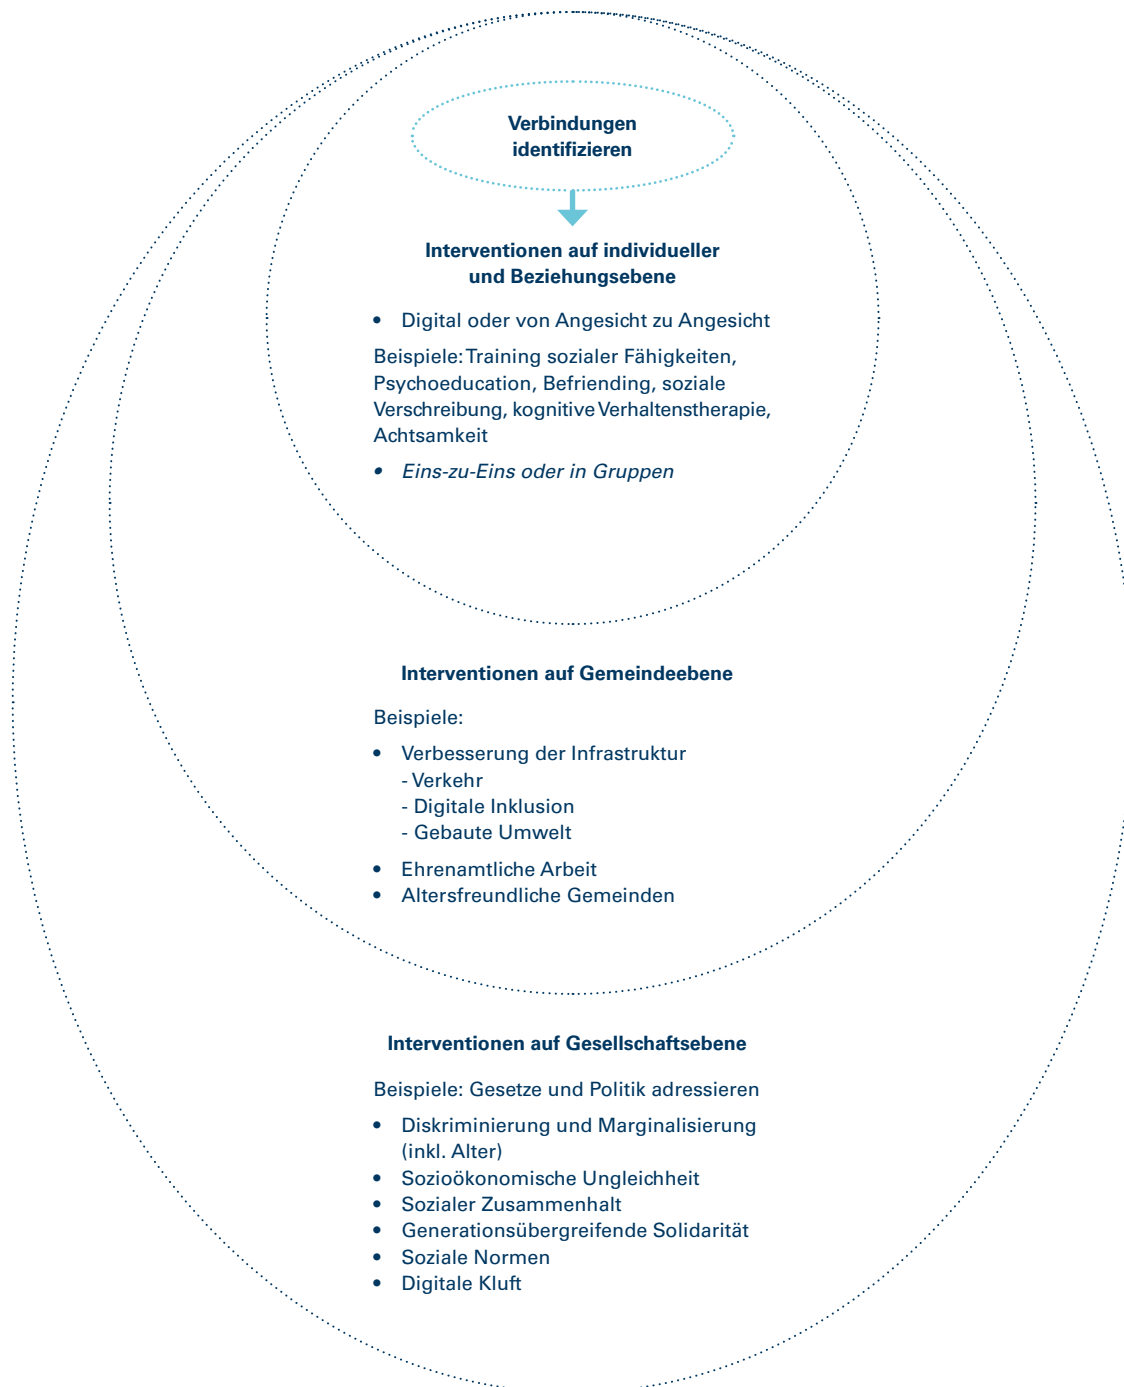 Verbindungen
identifizieren
Interventionen auf individueller
und Beziehungsebene
• Digital oder von Angesicht zu Angesicht
Beispiele: Training sozialer Fähigkeiten,
Psychoeducation, Befriending, soziale
Verschreibung, kognitive Verhaltenstherapie,
Achtsamkeit
• Eins-zu-Eins oder in Gruppen
Interventionen auf Gemeindeebene
Beispiele:
• Verbesserung der Infrastruktur
- Verkehr
- Digitale Inklusion
- Gebaute Umwelt
• Ehrenamtliche Arbeit
• Altersfreundliche Gemeinden
Interventionen auf Gesellschaftsebene
Beispiele: Gesetze und Politik adressieren
• Diskriminierung und Marginalisierung
(inkl. Alter)
• Sozioökonomische Ungleichheit
• Sozialer Zusammenhalt
• Generationsübergreifende Solidarität
• Soziale Normen
• Digitale Kluft